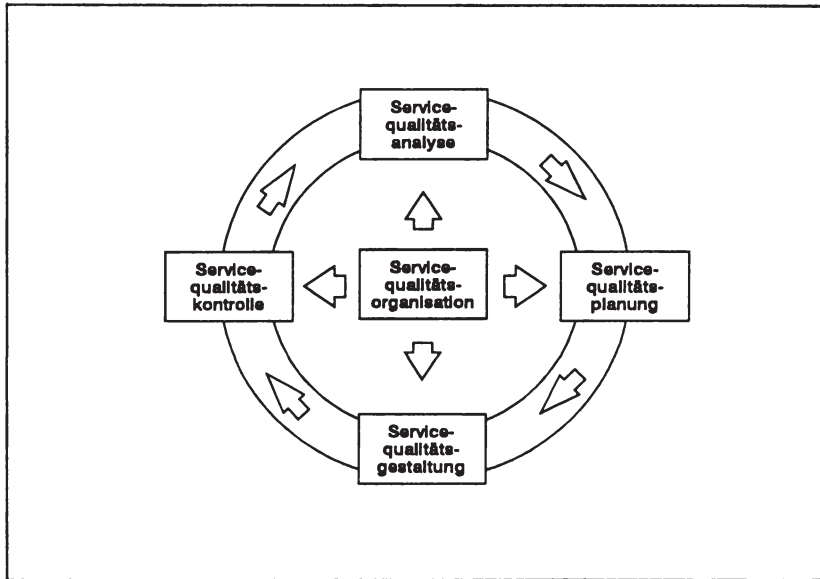 Service-
qualitäts-
analyse
Service-
qualitäts-
kontrolle
Service-
qualitäts-
organisation
Service-
qualitäts-
planung
Service-
qualitäts-
gestaltung